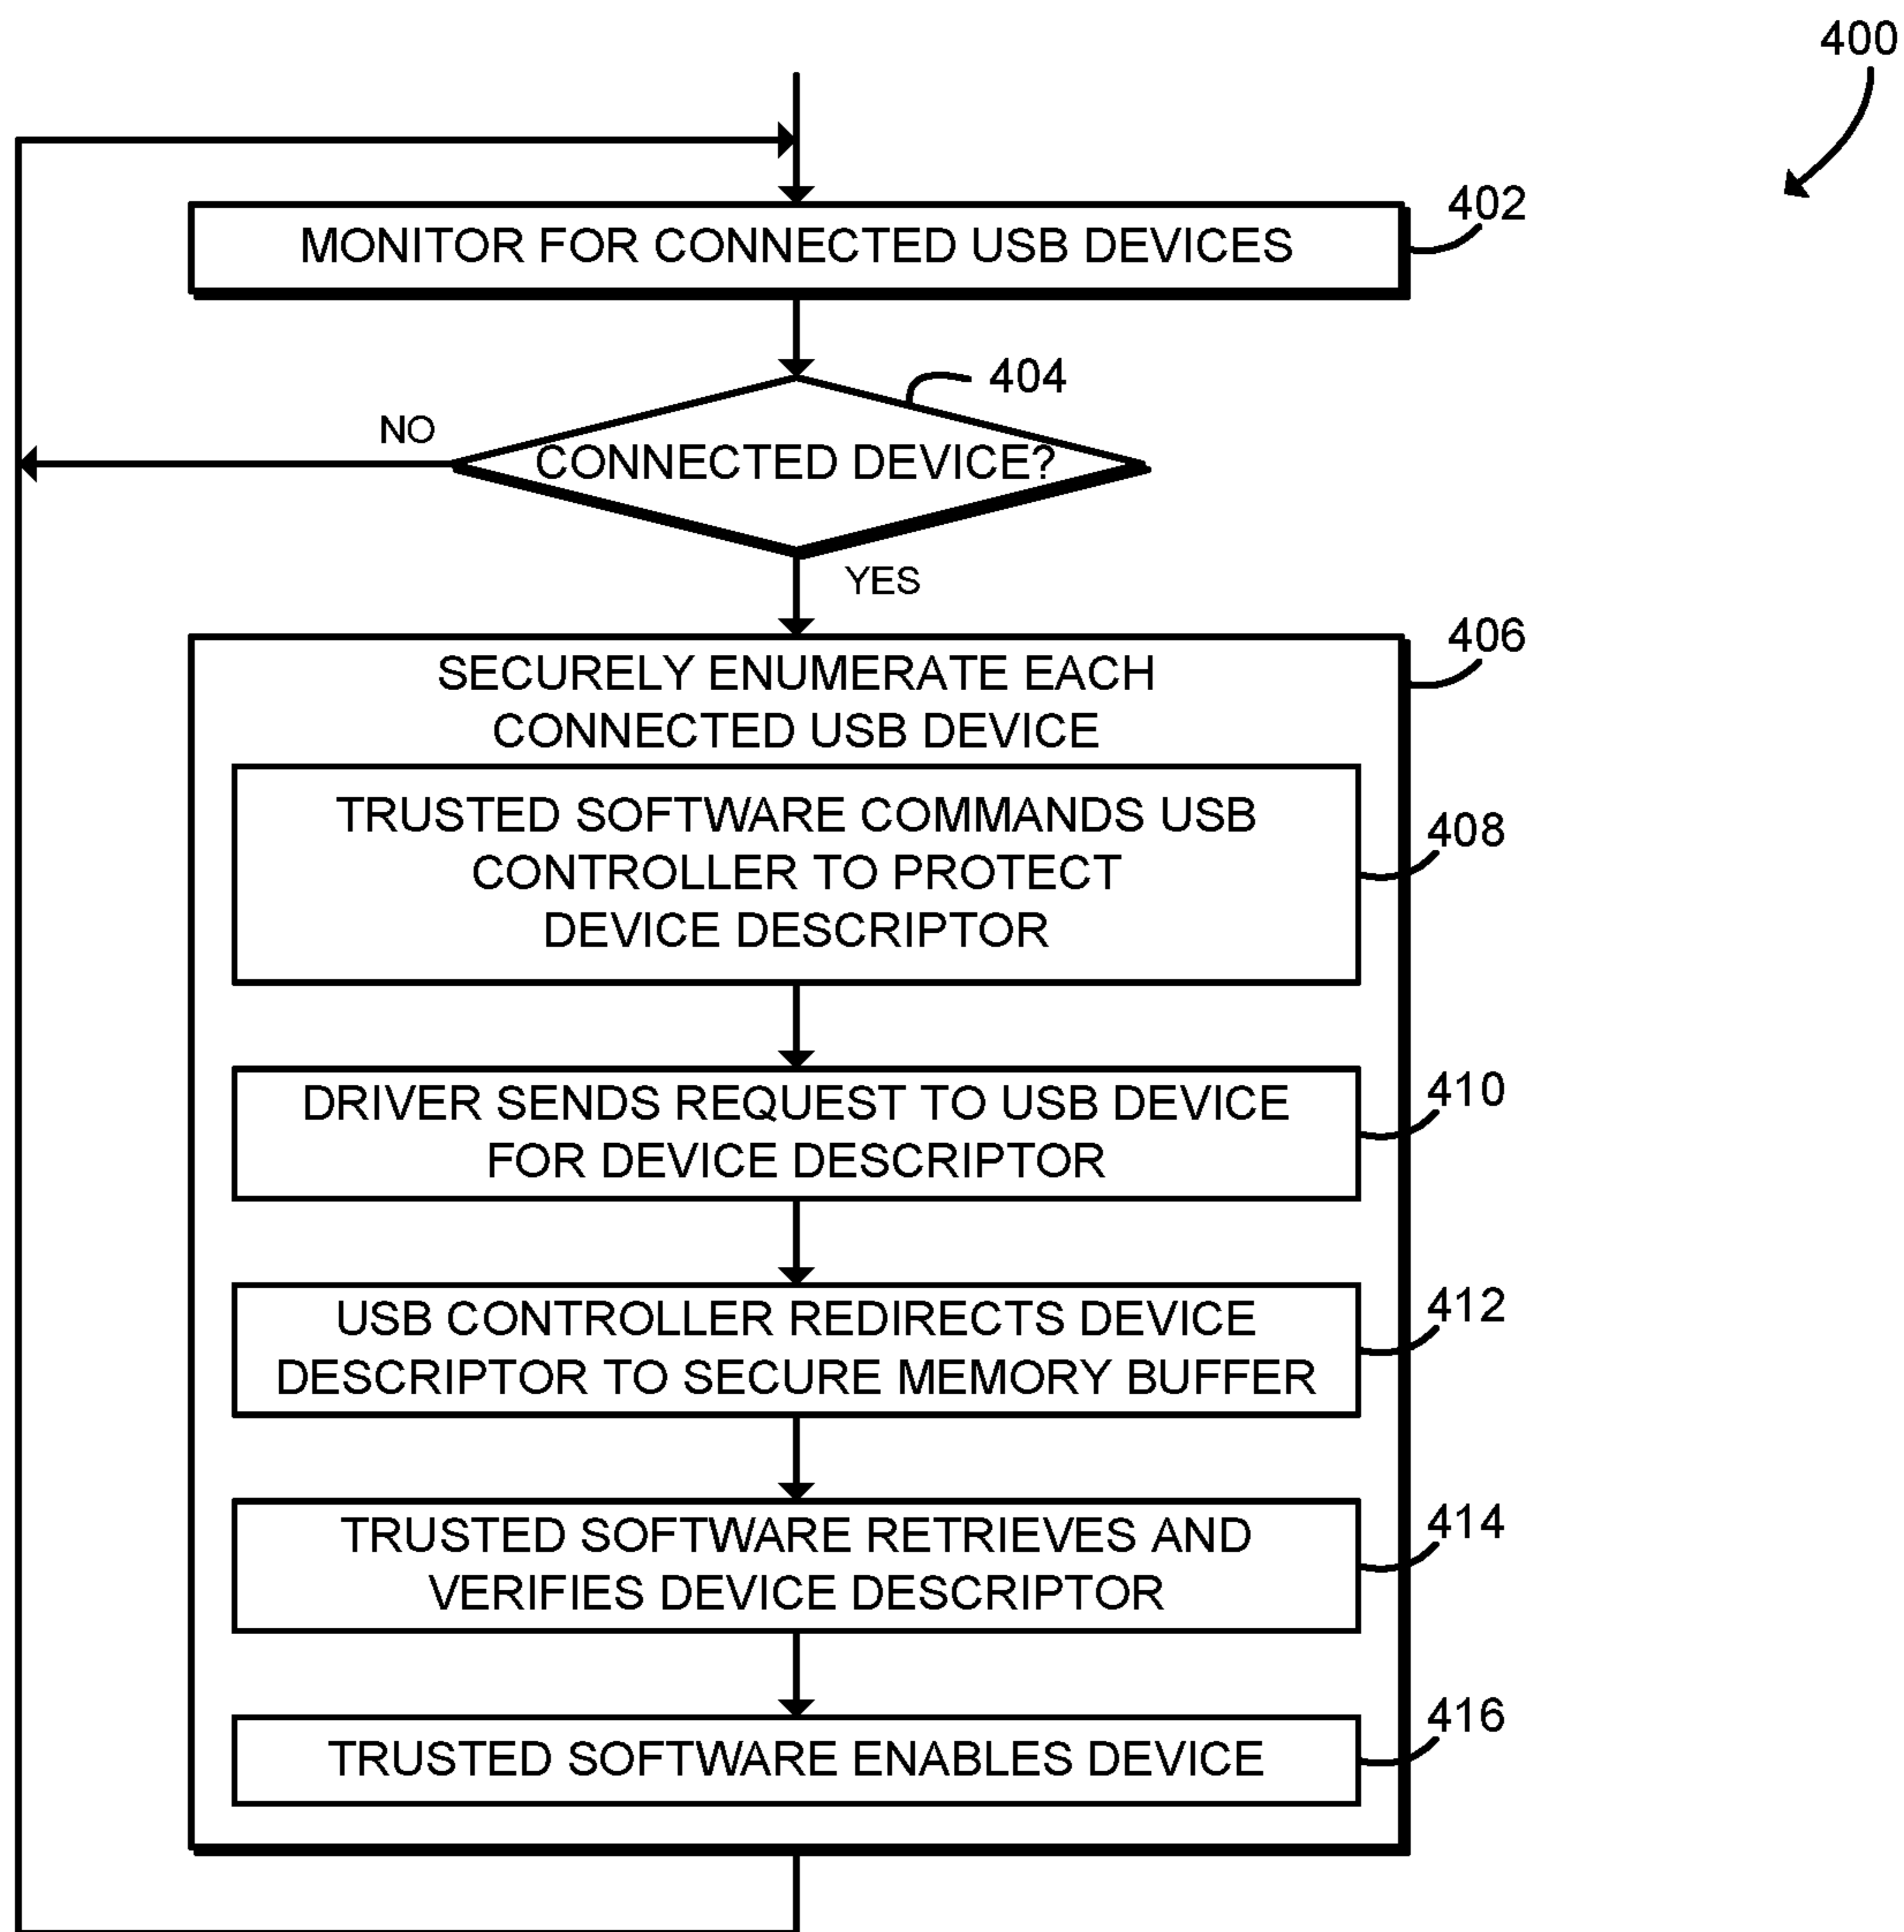 400
MONITOR FOR CONNECTED USB DEVICES
402
404
NO
CONNECTED DEVICE?
YES
406
SECURELY ENUMERATE EACH
CONNECTED USB DEVICE
TRUSTED SOFTWARE COMMANDS USB
CONTROLLER TO PROTECT
DEVICE DESCRIPTOR
408
DRIVER SENDS REQUEST TO USB DEVICE
FOR DEVICE DESCRIPTOR
410
USB CONTROLLER REDIRECTS DEVICE
DESCRIPTOR TO SECURE MEMORY BUFFER
412
TRUSTED SOFTWARE RETRIEVES AND
VERIFIES DEVICE DESCRIPTOR
414
TRUSTED SOFTWARE ENABLES DEVICE
416